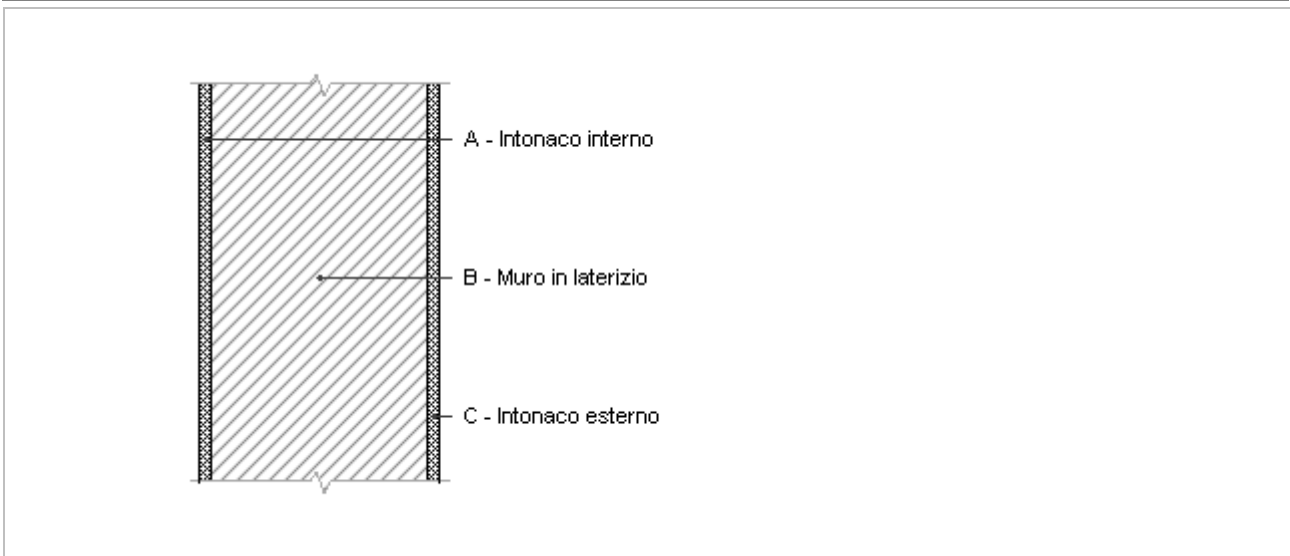 A - Intonaco interno
B - Muro in laterizio
C - Intonaco esterno